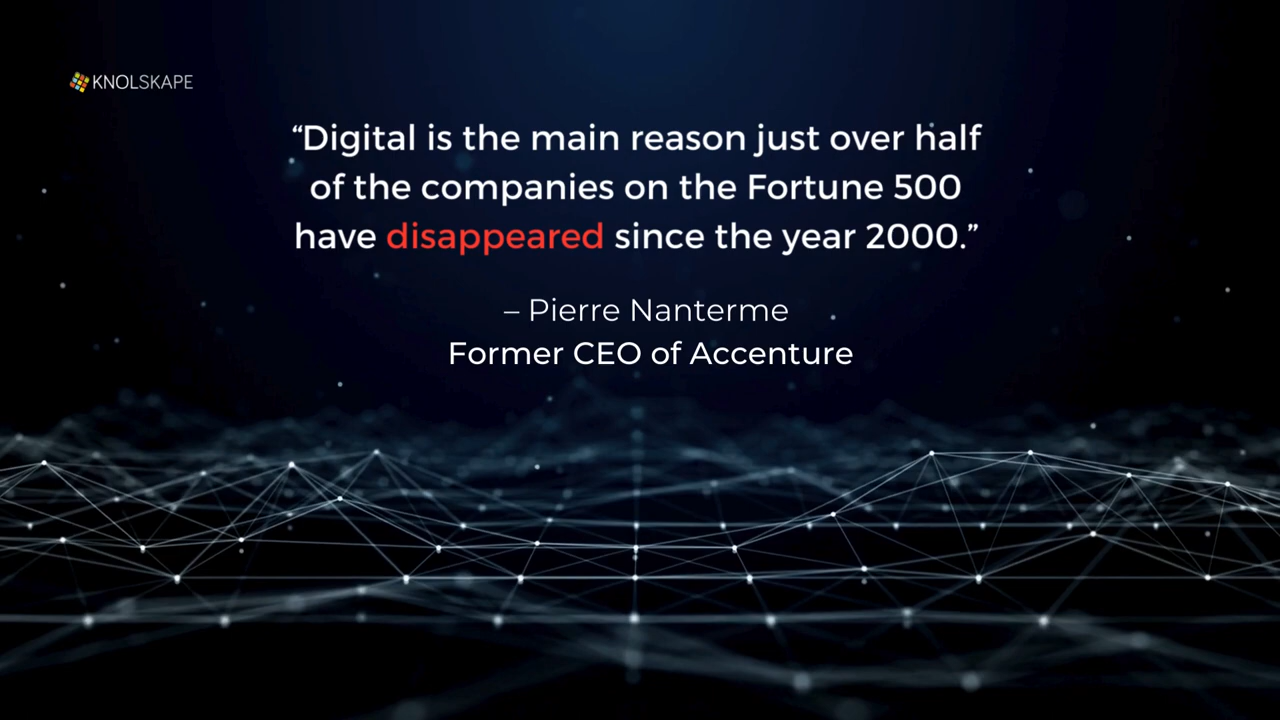 KNOLSKAPE
“Digital is the main reason just over half
of the companies on the Fortune 500
have disappeared since the year 2000.”
– Pierre Nanterme
Former CEO of Accenture